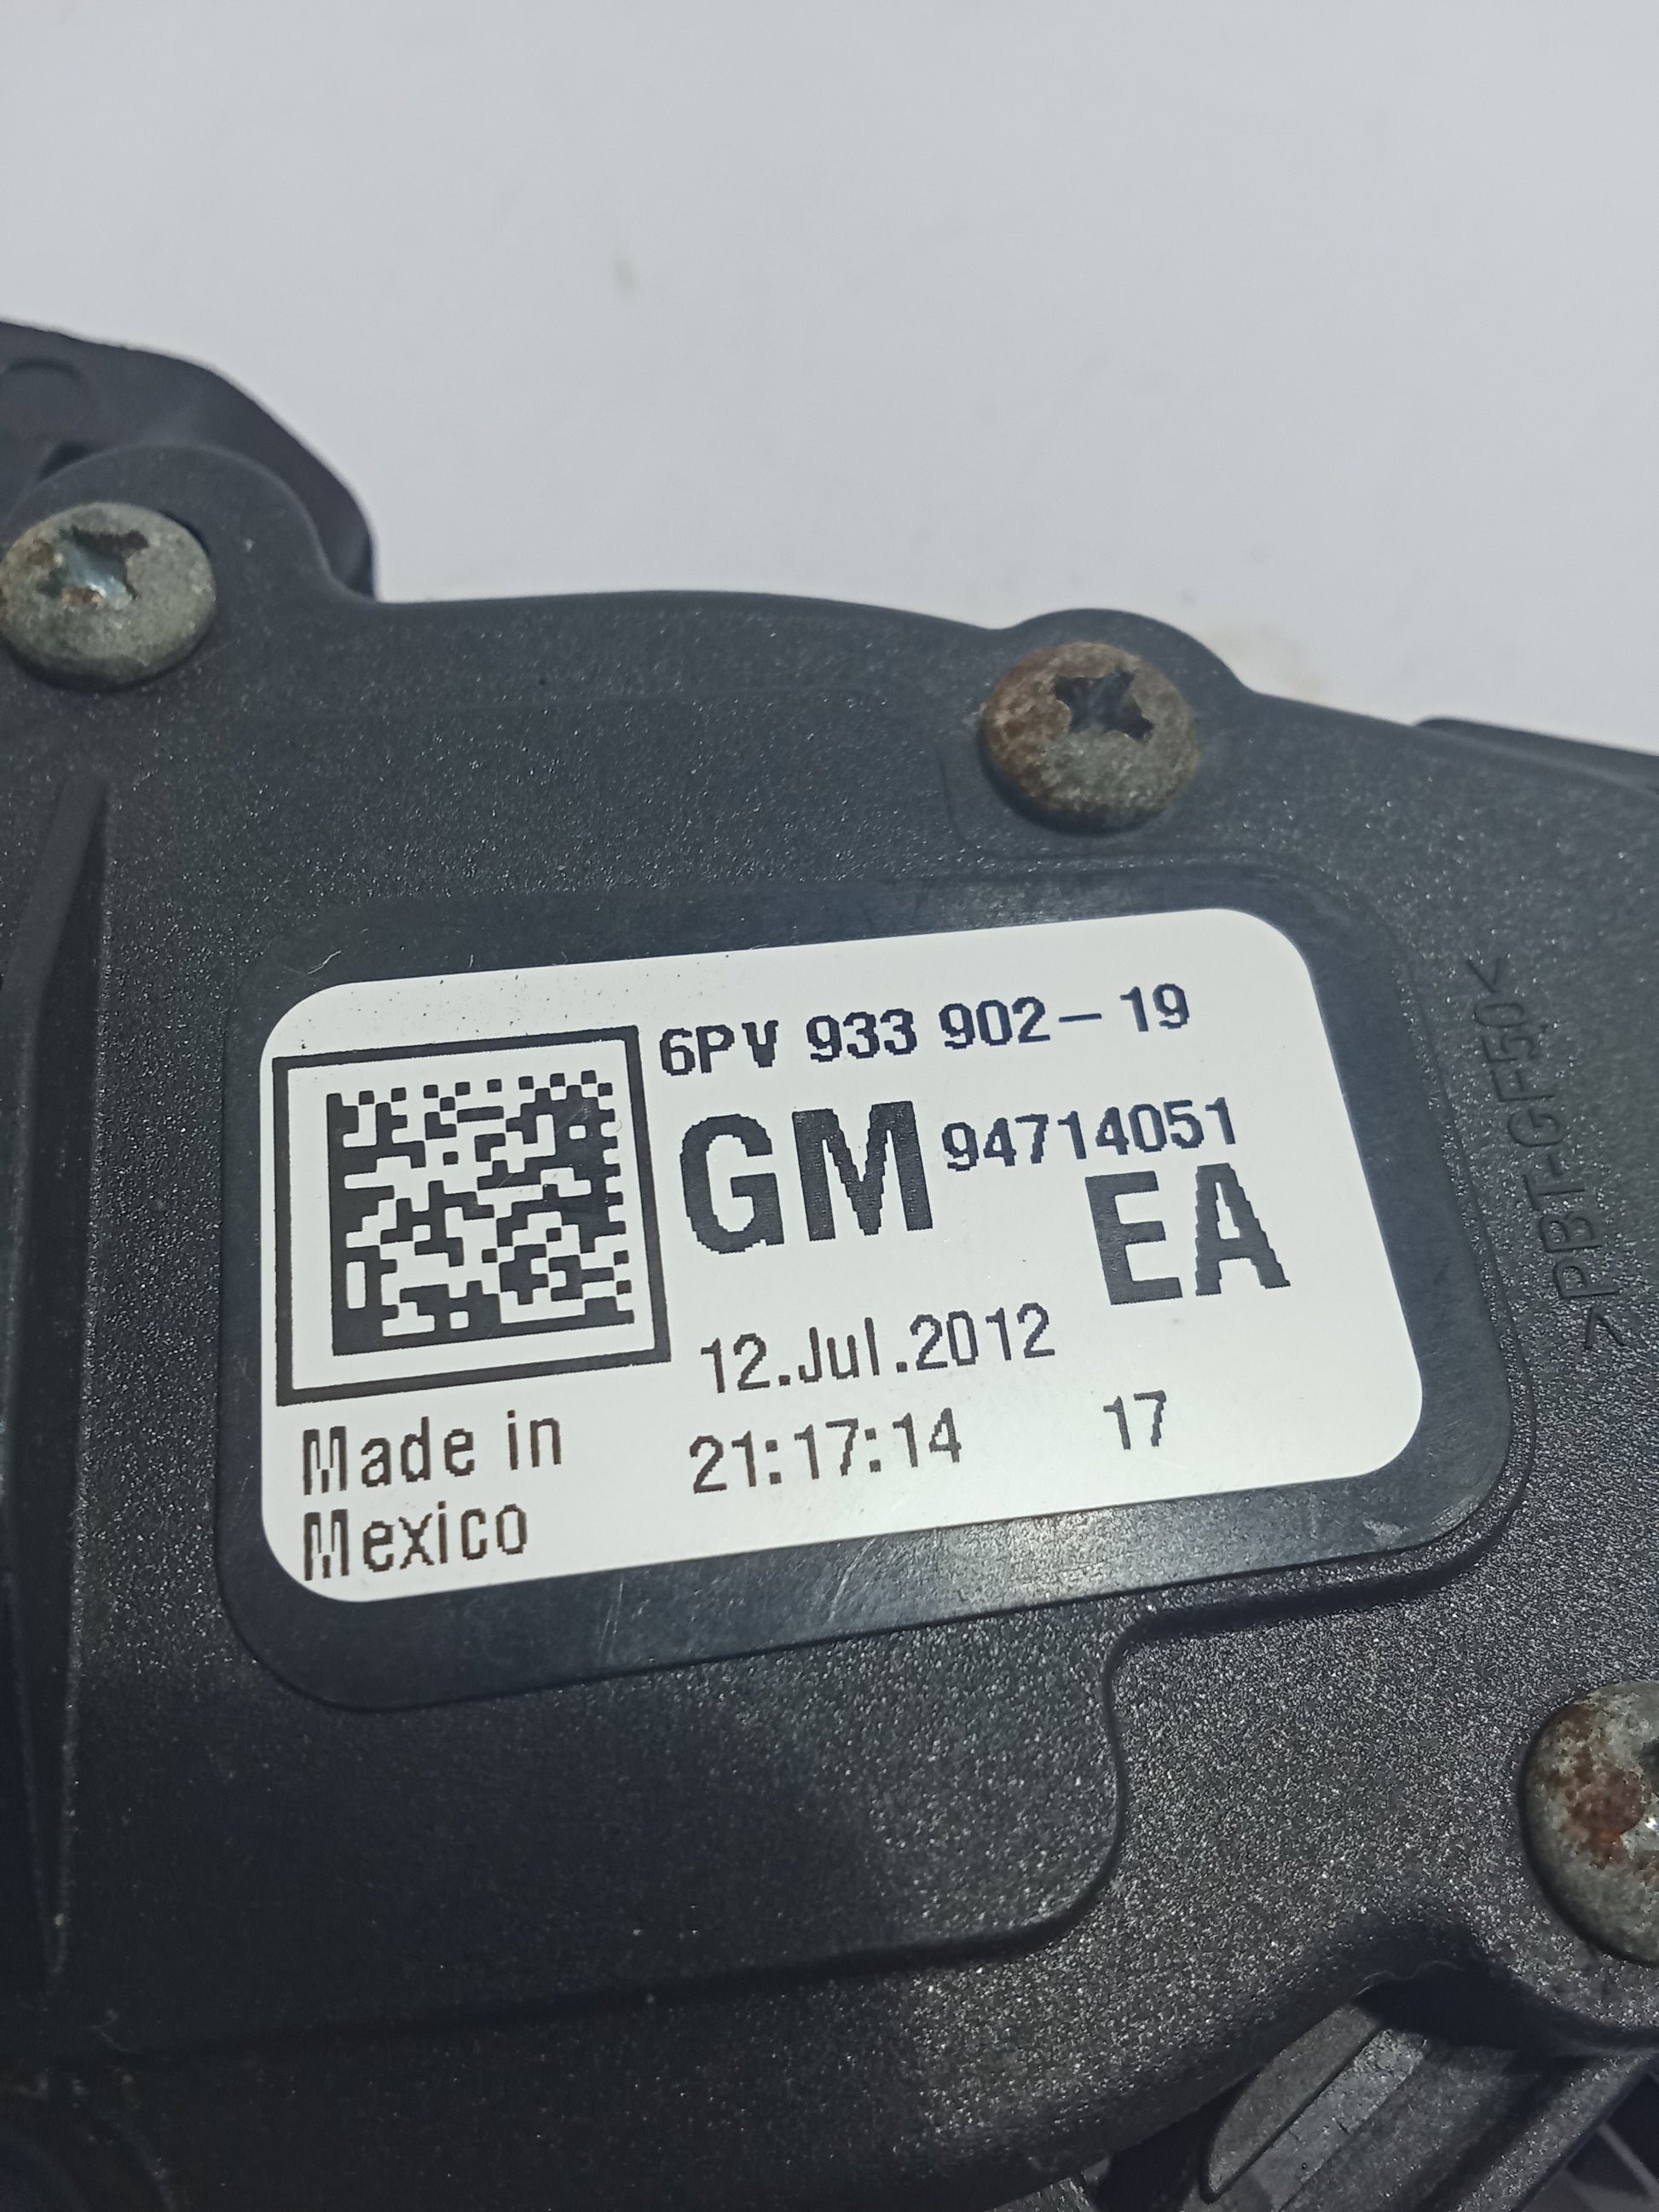 6PV 933 902-19
GM 94714051
EA
12.Jul.2012
21:17:14 17
Made in
Mexico
>PBT-GF50<